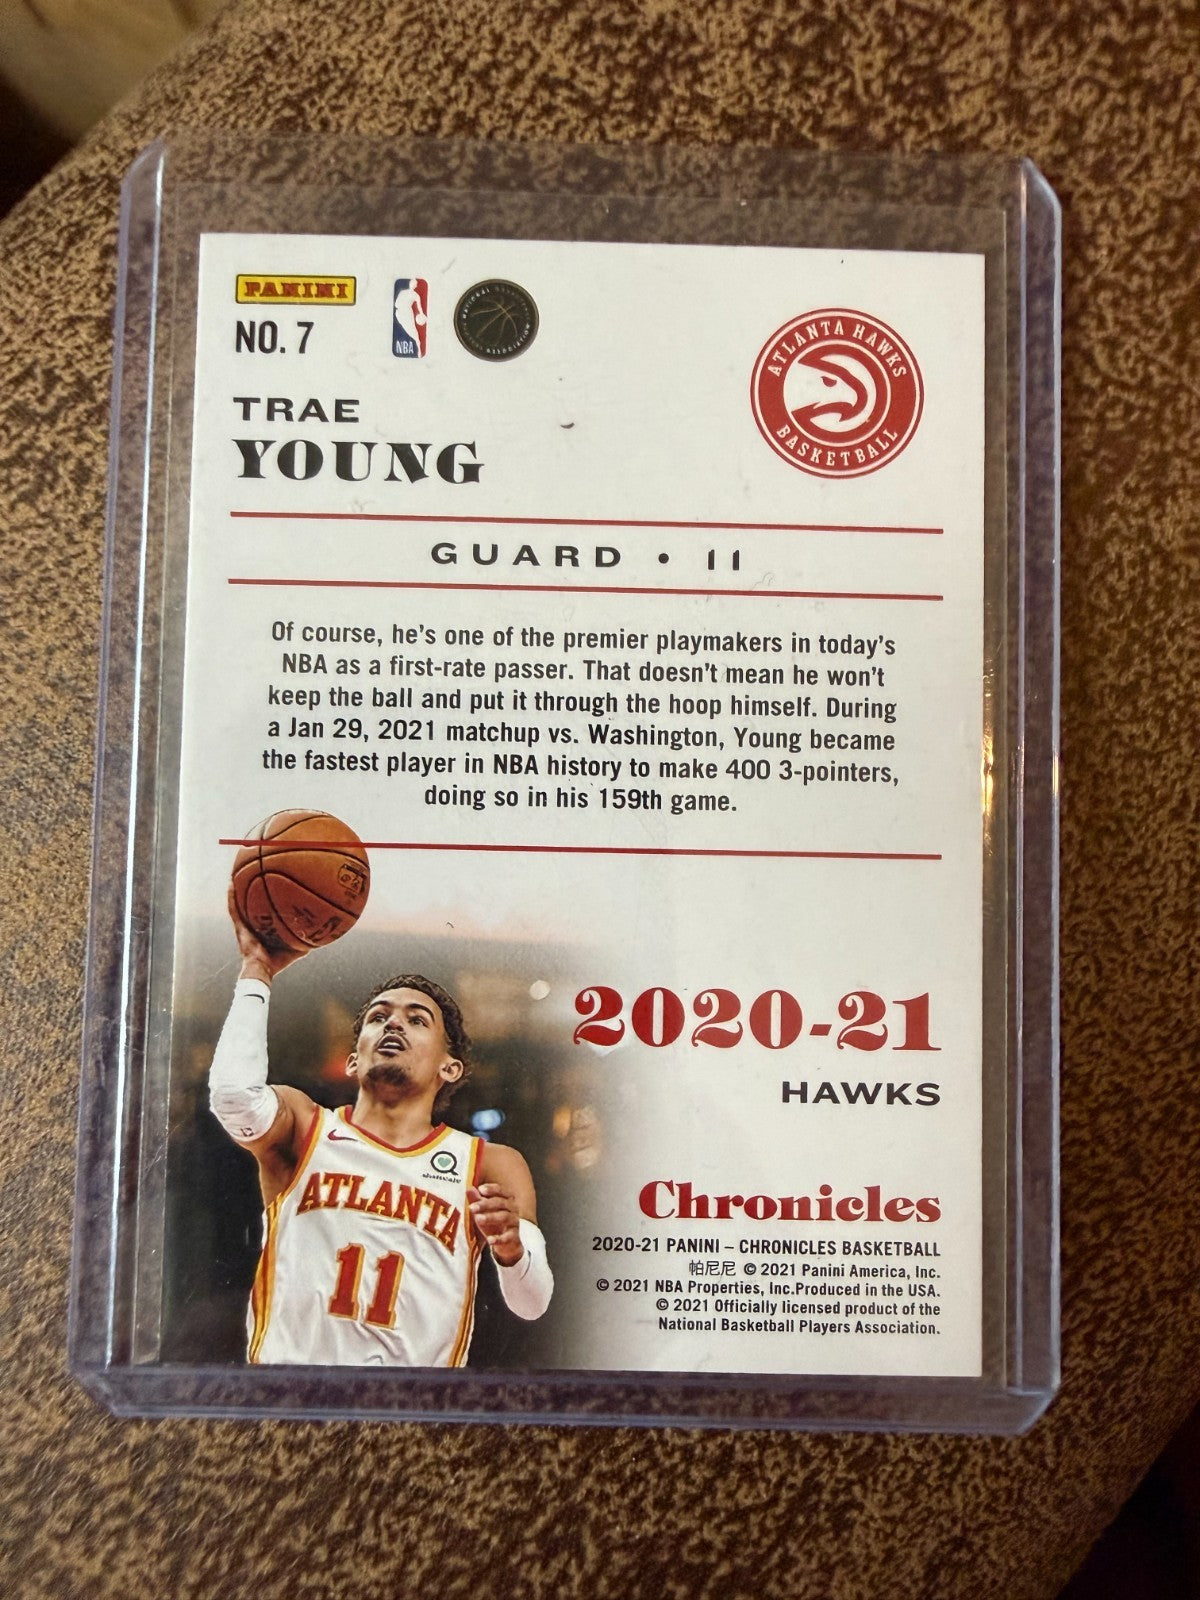 PANINI
NO. 7
NBA
ATLANTA HAWKS
BASKETBALL
TRAE
YOUNG
GUARD • 11
Of course, he's one of the premier playmakers in today's
NBA as a first-rate passer. That doesn't mean he won't
keep the ball and put it through the hoop himself. During
a Jan 29, 2021 matchup vs. Washington, Young became
the fastest player in NBA history to make 400 3-pointers,
doing so in his 159th game.
2020-21
HAWKS
ATLANTA
11
Chronicles
2020-21 PANINI – CHRONICLES BASKETBALL
帕尼尼 © 2021 Panini America, Inc.
© 2021 NBA Properties, Inc.Produced in the USA.
© 2021 Officially licensed product of the
National Basketball Players Association.